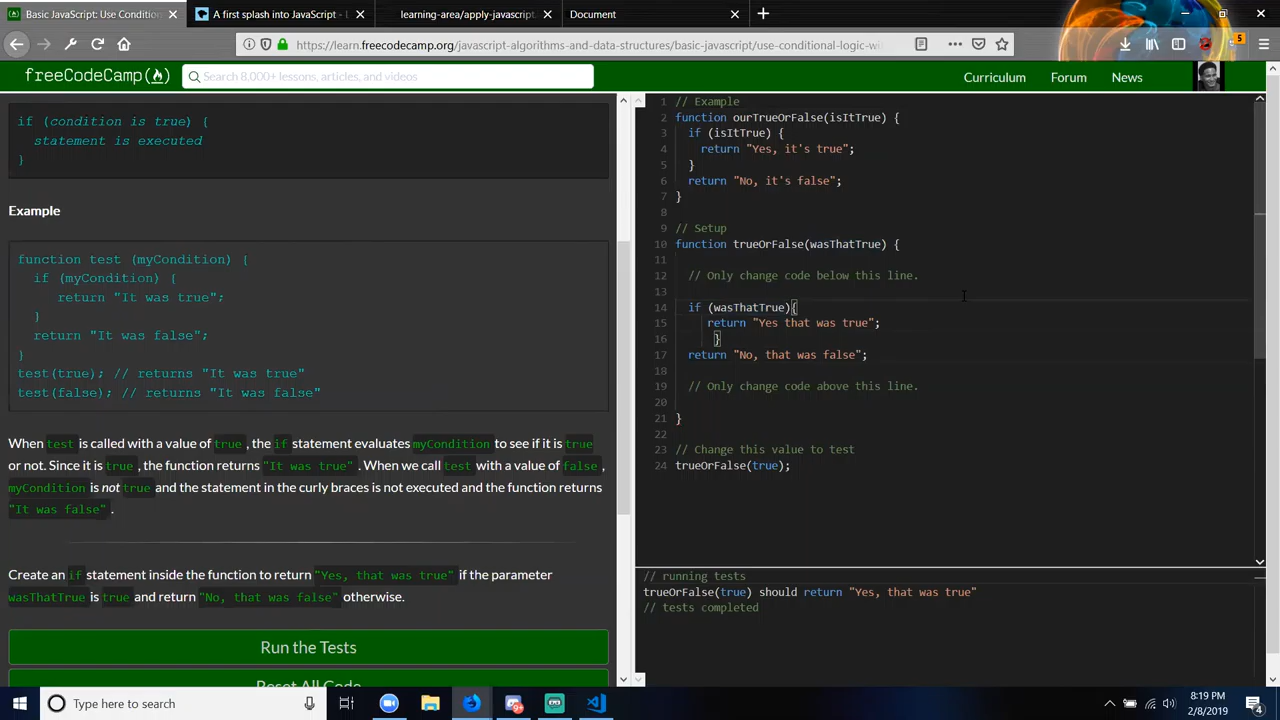 Basic JavaScript: Use Condition
A first splash into JavaScript - L
learning-area/apply-javascript.
Document
https://learn.freecodecamp.org/javascript-algorithms-and-data-structures/basic-javascript/use-conditional-logic-wi
5
freeCodeCamp
Search 8,000+ lessons, articles, and videos
Curriculum
Forum
News
if (condition is true) {
statement is executed
}
Example
function test (myCondition) {
if (myCondition) {
return "It was true";
}
return "It was false";
}
test(true); // returns "It was true"
test(false); // returns "It was false"
When test is called with a value of true , the if statement evaluates myCondition to see if it is true
or not. Since it is true , the function returns "It was true" . When we call test with a value of false ,
myCondition is not true and the statement in the curly braces is not executed and the function returns
"It was false" .
Create an if statement inside the function to return "Yes, that was true" if the parameter
wasThatTrue is true and return "No, that was false" otherwise.
Run the Tests
Reset All Code
1 // Example
2 function ourTrueOrFalse(isItTrue) {
3 if (isItTrue) {
4 return "Yes, it's true";
5 }
6 return "No, it's false";
7 }
8
9 // Setup
10 function trueOrFalse(wasThatTrue) {
11
12 // Only change code below this line.
13
14 if (wasThatTrue){
15 return "Yes that was true";
16 }
17 return "No, that was false";
18
19 // Only change code above this line.
20
21 }
22
23 // Change this value to test
24 trueOrFalse(true);
// running tests
trueOrFalse(true) should return "Yes, that was true"
// tests completed
Type here to search
8:19 PM
2/8/2019
4